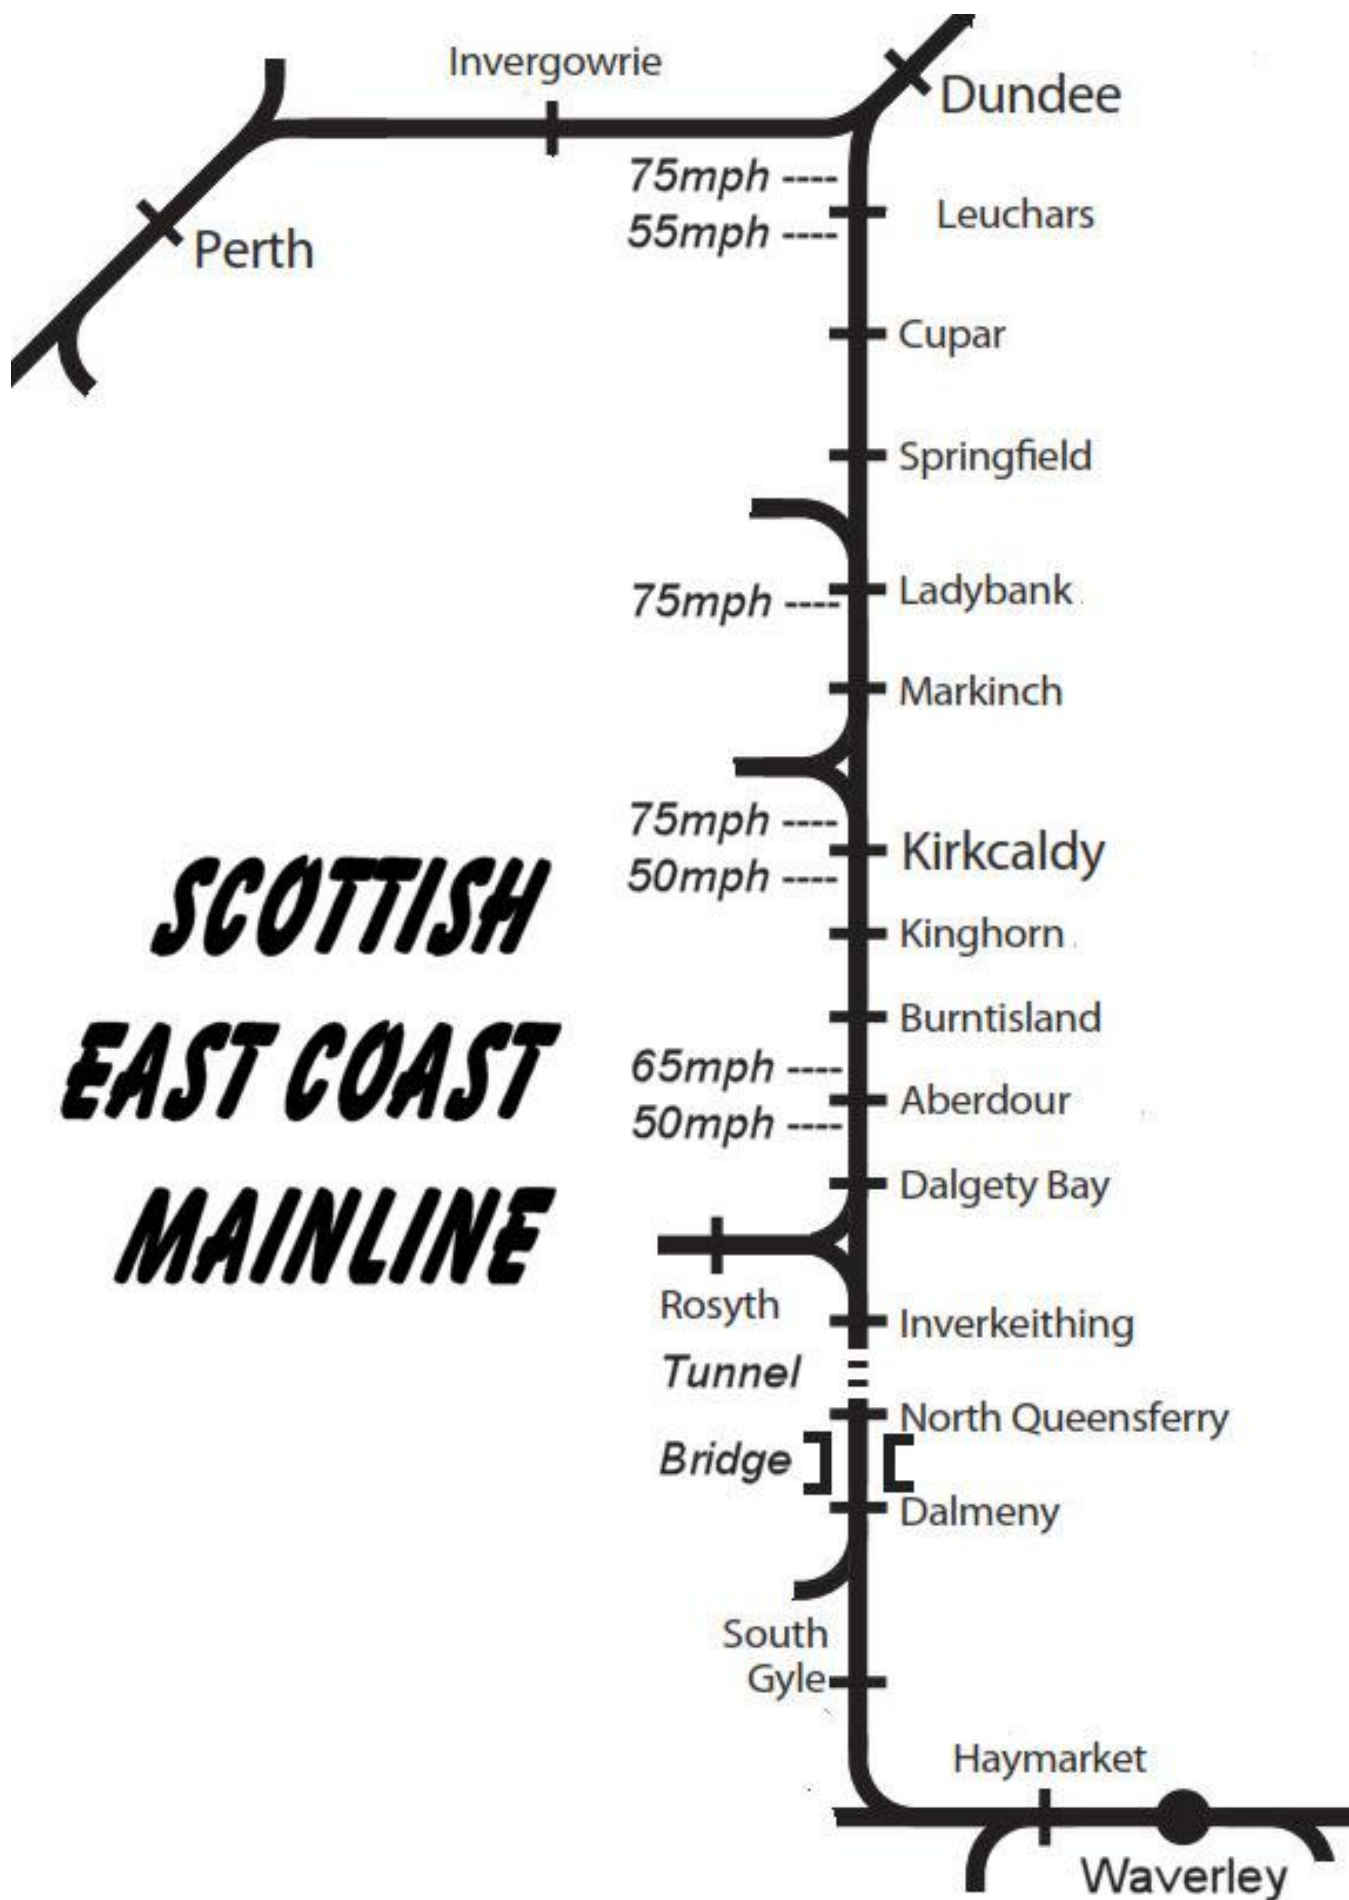 Invergowrie
Dundee
75mph ----
Leuchars
55mph ----
Perth
Cupar
Springfield
Ladybank
75mph ----
Markinch
75mph ----
Kirkcaldy
50mph ----
SCOTTISH
EAST COAST
MAINLINE
Kinghorn
Burntisland
65mph ----
Aberdour
50mph ----
Dalgety Bay
Rosyth
Inverkeithing
Tunnel
North Queensferry
Bridge
Dalmeny
South
Gyle
Haymarket
Waverley